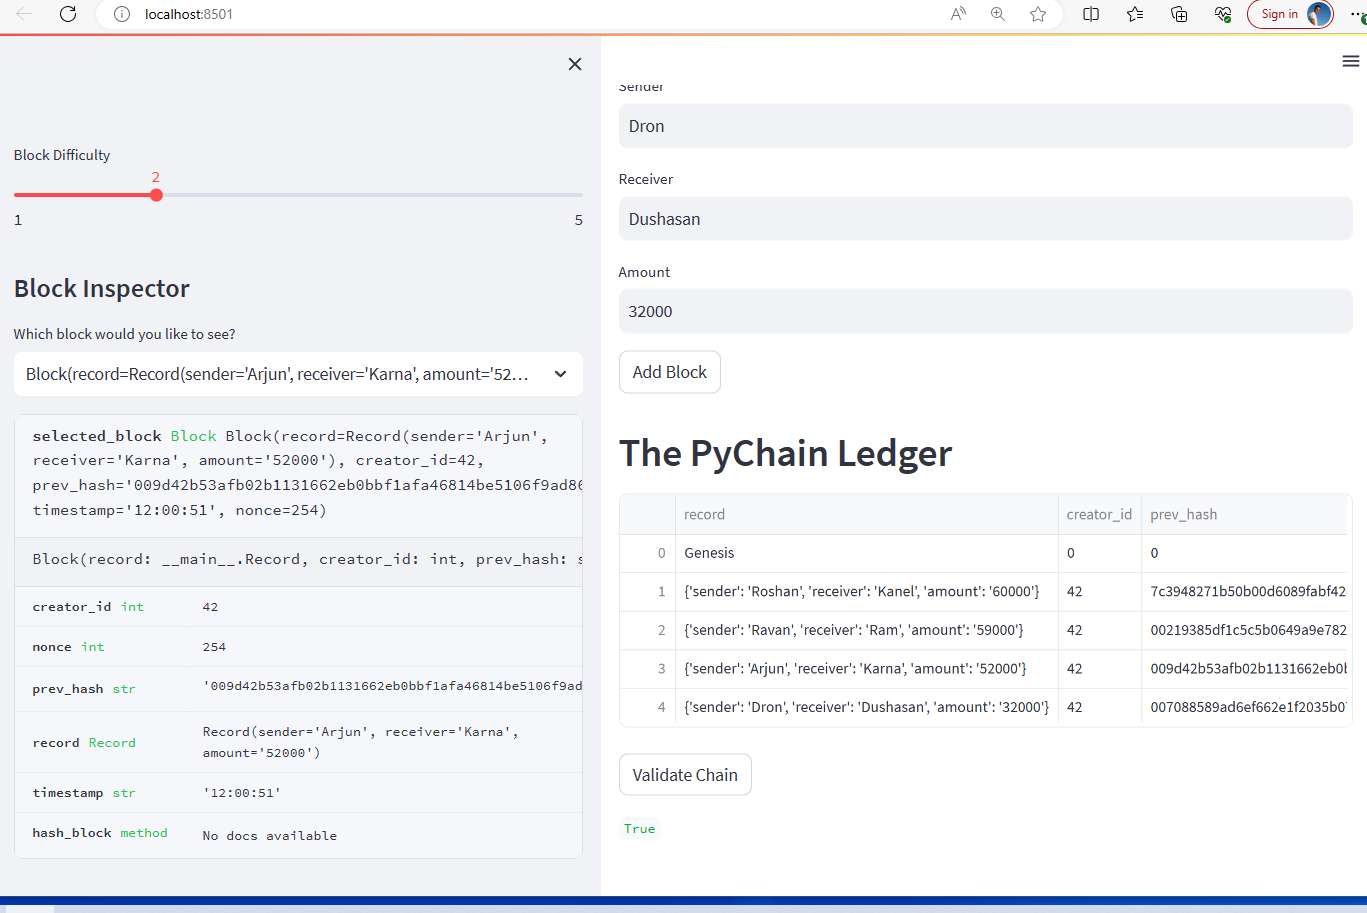 localhost:8501
Sign in
Block Difficulty
2
1 5
Block Inspector
Which block would you like to see?
Block(record=Record(sender='Arjun', receiver='Karna', amount='52...
selected_block Block Block(record=Record(sender='Arjun',
receiver='Karna', amount='52000'), creator_id=42,
prev_hash='009d42b53afb02b1131662eb0bbf1afa46814be5106f9ad86
timestamp='12:00:51', nonce=254)
Block(record: __main__.Record, creator_id: int, prev_hash: s
creator_id int 42
nonce int 254
prev_hash str '009d42b53afb02b1131662eb0bbf1afa46814be5106f9ad
record Record Record(sender='Arjun', receiver='Karna',
amount='52000')
timestamp str '12:00:51'
hash_block method No docs available
Sender
Dron
Receiver
Dushasan
Amount
32000
Add Block
The PyChain Ledger
record creator_id prev_hash
0 Genesis 0 0
1 {'sender': 'Roshan', 'receiver': 'Kanel', 'amount': '60000'} 42 7c3948271b50b00d6089fabf42
2 {'sender': 'Ravan', 'receiver': 'Ram', 'amount': '59000'} 42 00219385df1c5c5b0649a9e782
3 {'sender': 'Arjun', 'receiver': 'Karna', 'amount': '52000'} 42 009d42b53afb02b1131662eb0b
4 {'sender': 'Dron', 'receiver': 'Dushasan', 'amount': '32000'} 42 007088589ad6ef662e1f2035b0
Validate Chain
True